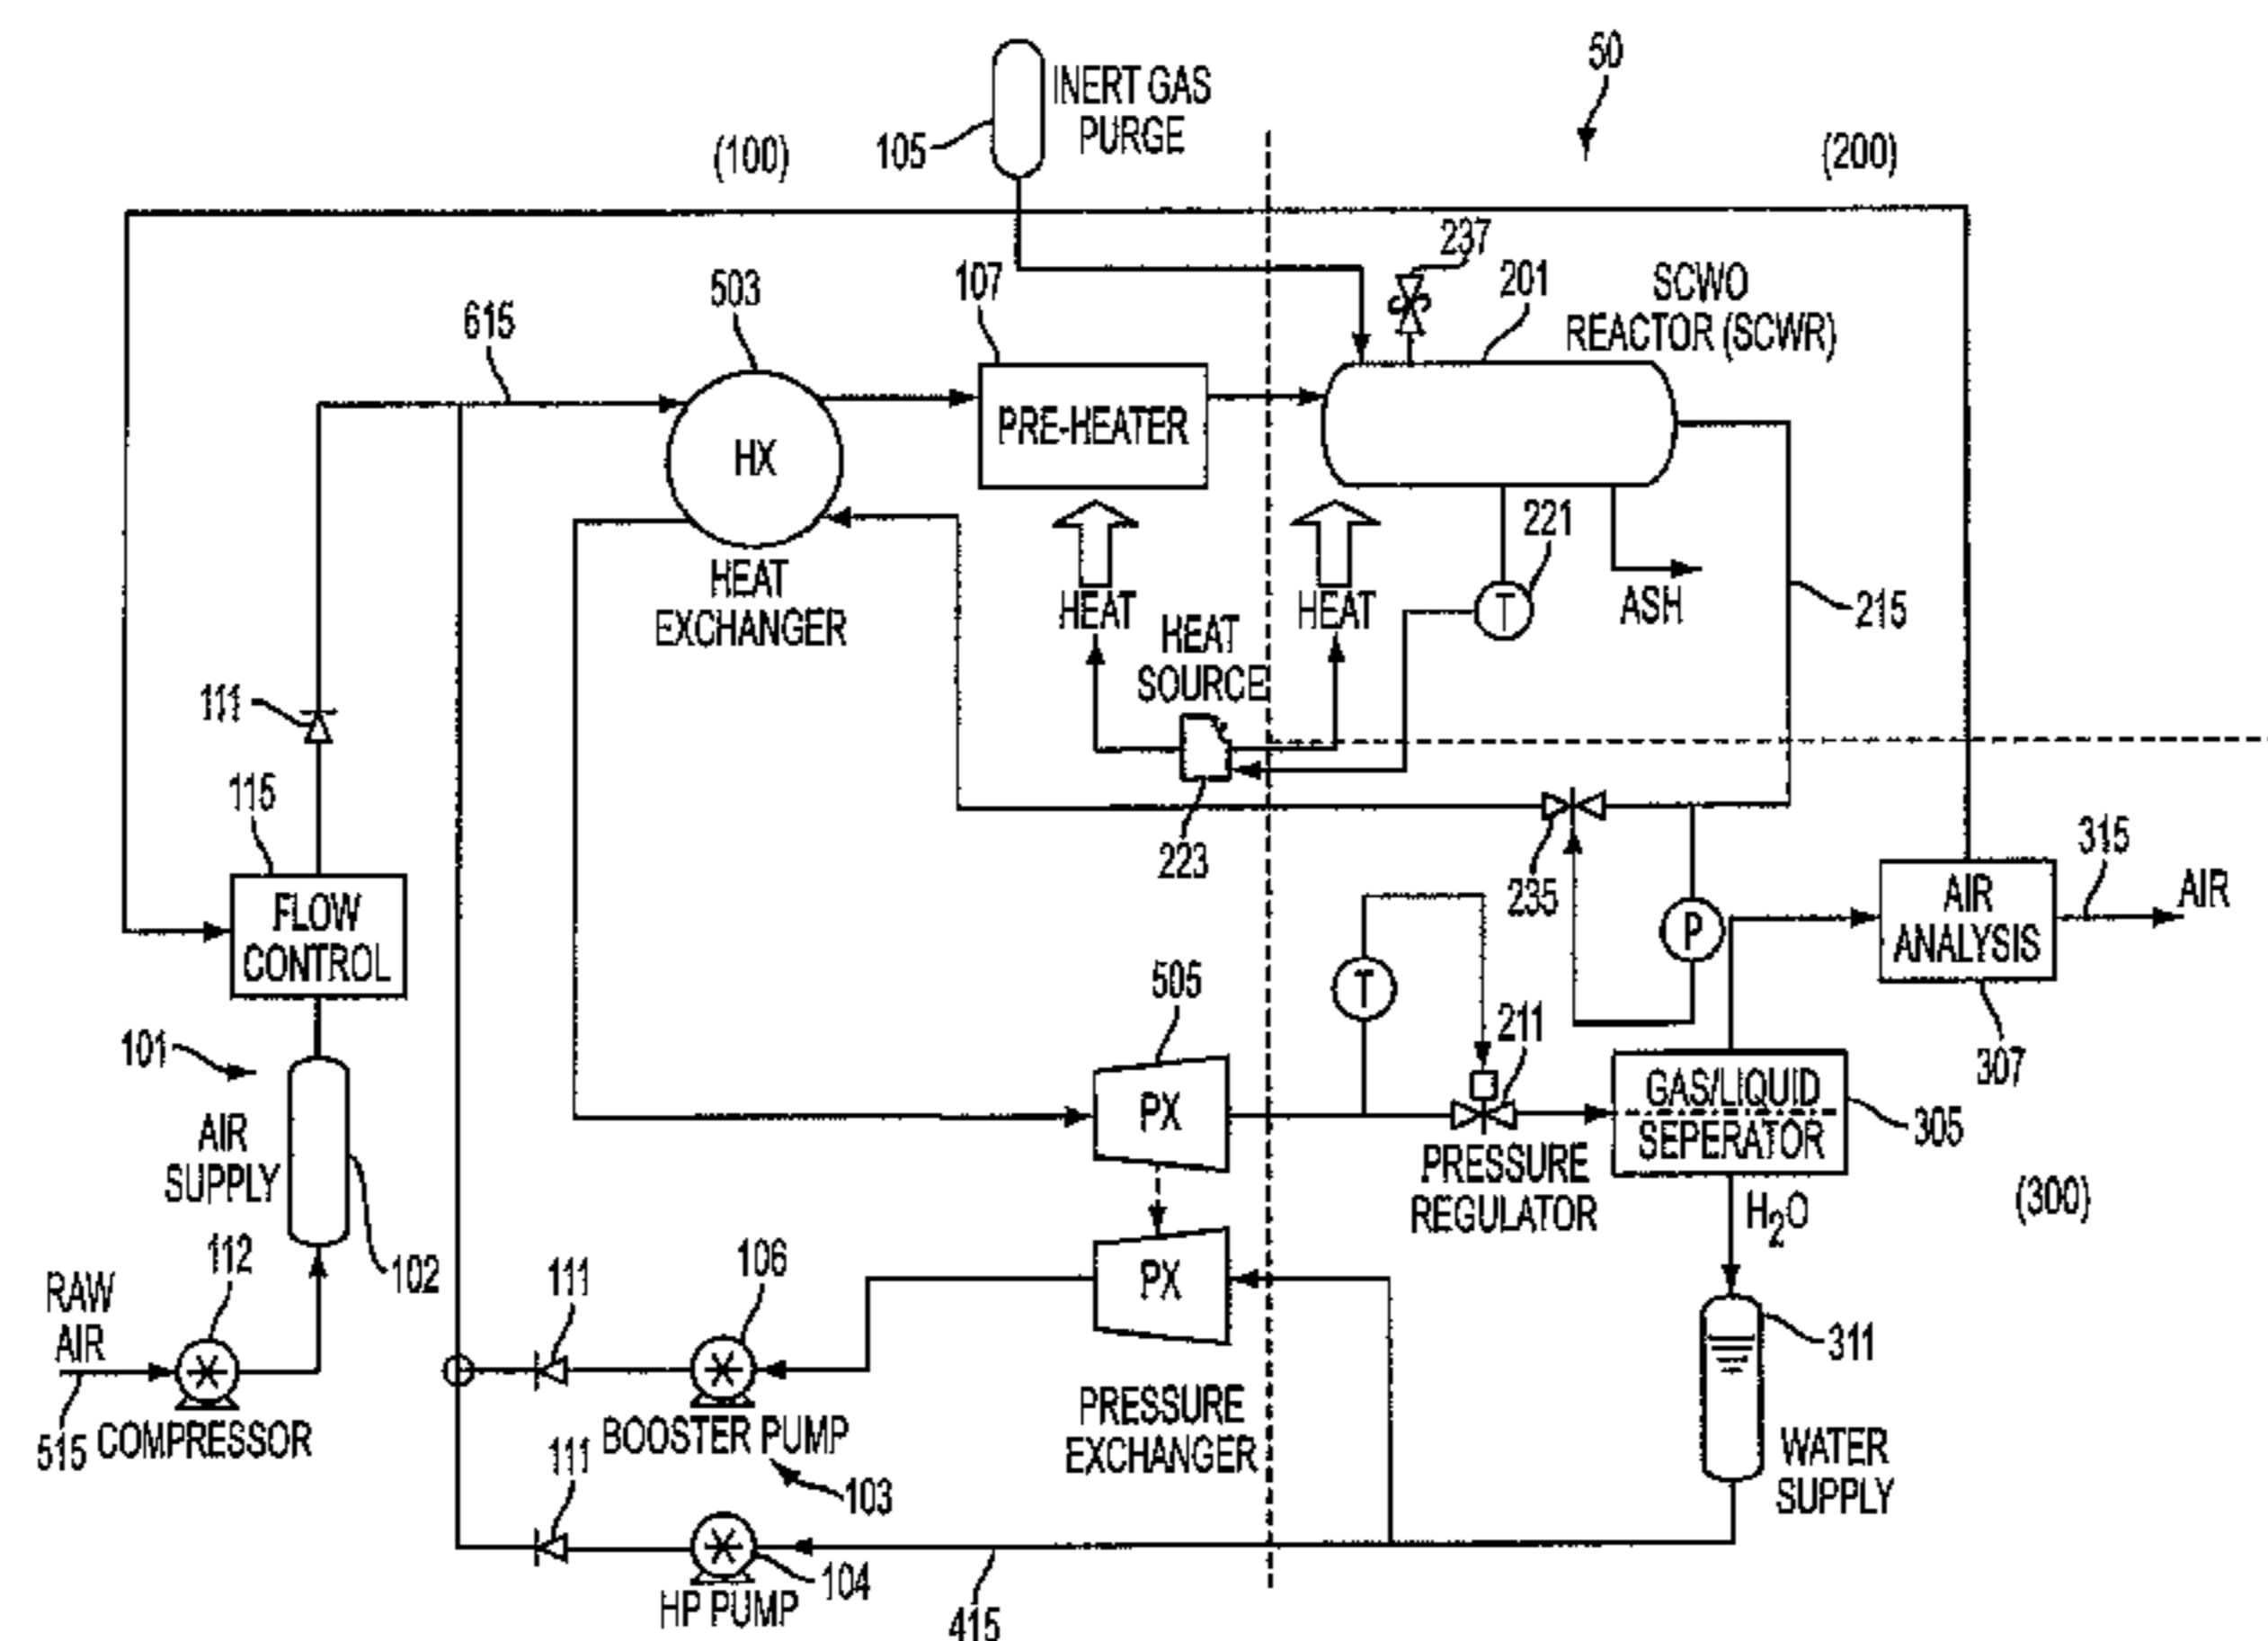 50
INERT GAS
PURGE
105
(100)
(200)
237
503
107
201
SCWO
REACTOR (SCWR)
615
HX
PRE-HEATER
221
HEAT
EXCHANGER
HEAT
HEAT
T
ASH
215
HEAT
SOURCE
111
115
223
235
315
AIR
FLOW
CONTROL
P
AIR
ANALYSIS
505
T
211
307
101
AIR
SUPPLY
PX
GAS/LIQUID
SEPERATOR
305
PRESSURE
REGULATOR
H2O
(300)
112
102
RAW
AIR
111
106
PX
311
515
COMPRESSOR
BOOSTER PUMP
PRESSURE
EXCHANGER
WATER
SUPPLY
111
103
104
HP PUMP
415